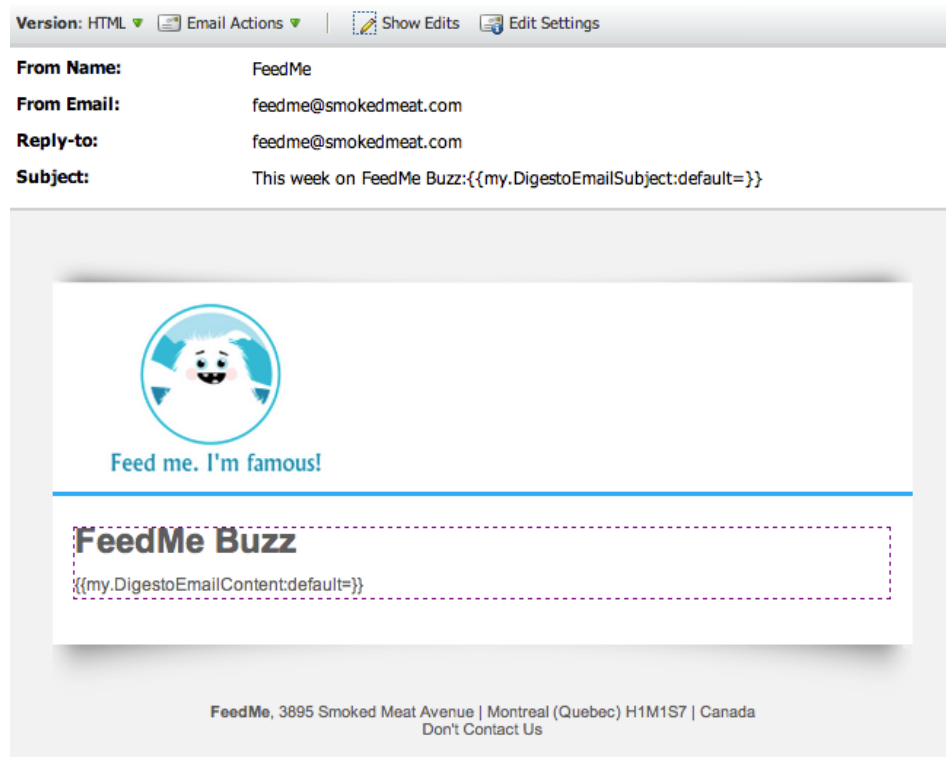 Version: HTML Email Actions Show Edits Edit Settings
From Name: FeedMe
From Email: feedme@smokedmeat.com
Reply-to: feedme@smokedmeat.com
Subject: This week on FeedMe Buzz:{{my.DigestoEmailSubject:default=}}
Feed me. I'm famous!
FeedMe Buzz
{{my.DigestoEmailContent:default=}}
FeedMe, 3895 Smoked Meat Avenue | Montreal (Quebec) H1M1S7 | Canada
Don't Contact Us